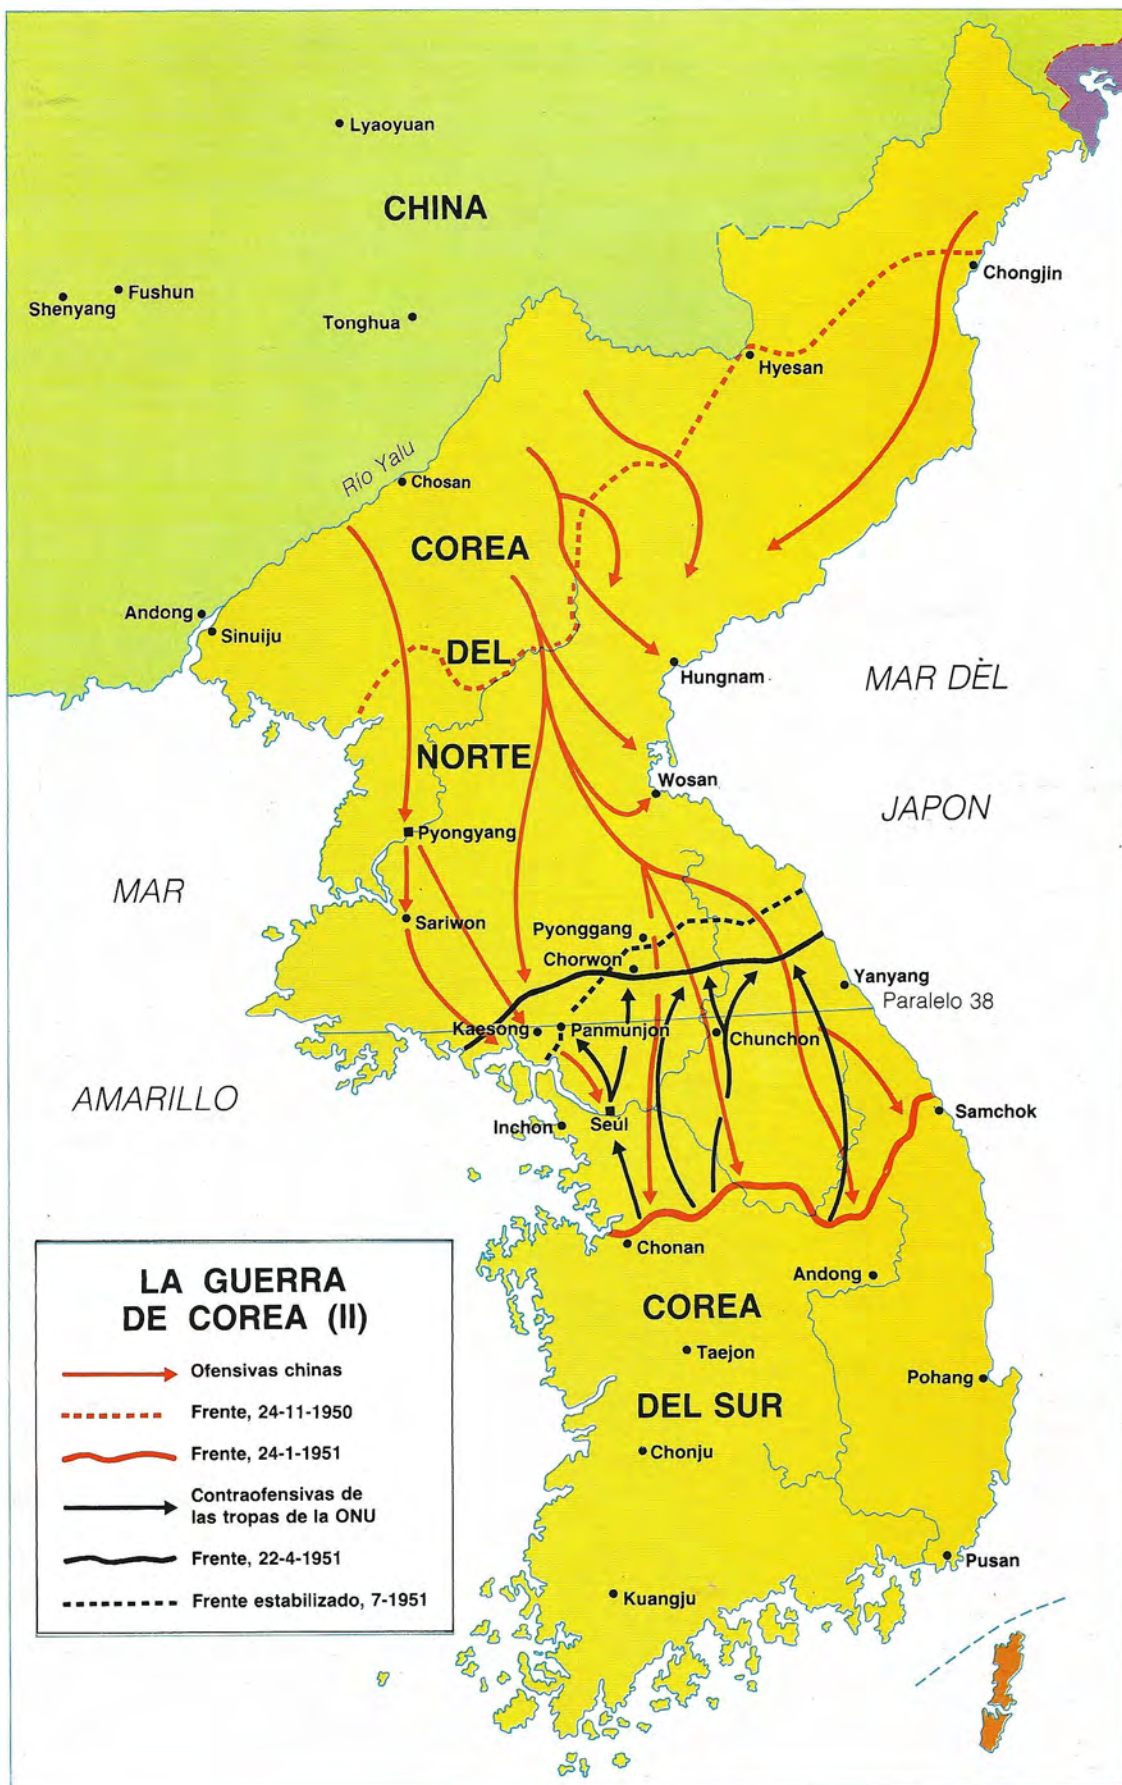 Lyaoyuan
CHINA
Fushun
Shenyang
Tonghua
Chongjin
Hyesan
Río Yalu
Chosan
COREA
Andong
Sinuiju
DEL
Hungnam
MAR DÈL
NORTE
Wosan
JAPON
Pyongyang
MAR
Sariwon
Pyonggang
Chorwon
Yanyang
Paralelo 38
Kaesong
Panmunjon
Chunchon
AMARILLO
Inchon
Seúl
Samchok
Chonan
Andong
COREA
Taejon
Pohang
DEL SUR
Chonju
Pusan
Kuangju
LA GUERRA
DE COREA (II)
Ofensivas chinas
Frente, 24-11-1950
Frente, 24-1-1951
Contraofensivas de
las tropas de la ONU
Frente, 22-4-1951
Frente estabilizado, 7-1951